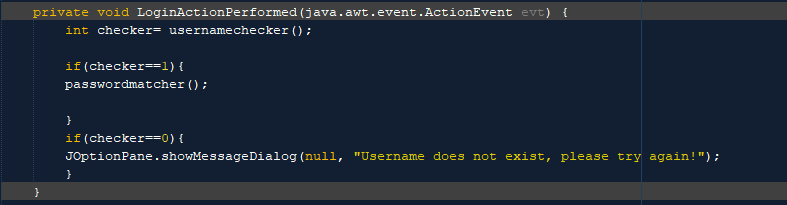 private void LoginActionPerformed(java.awt.event.ActionEvent evt) {
int checker= usernamechecker();
if(checker==1){
passwordmatcher();
}
if(checker==0){
JOptionPane.showMessageDialog(null, "Username does not exist, please try again!");
}
}